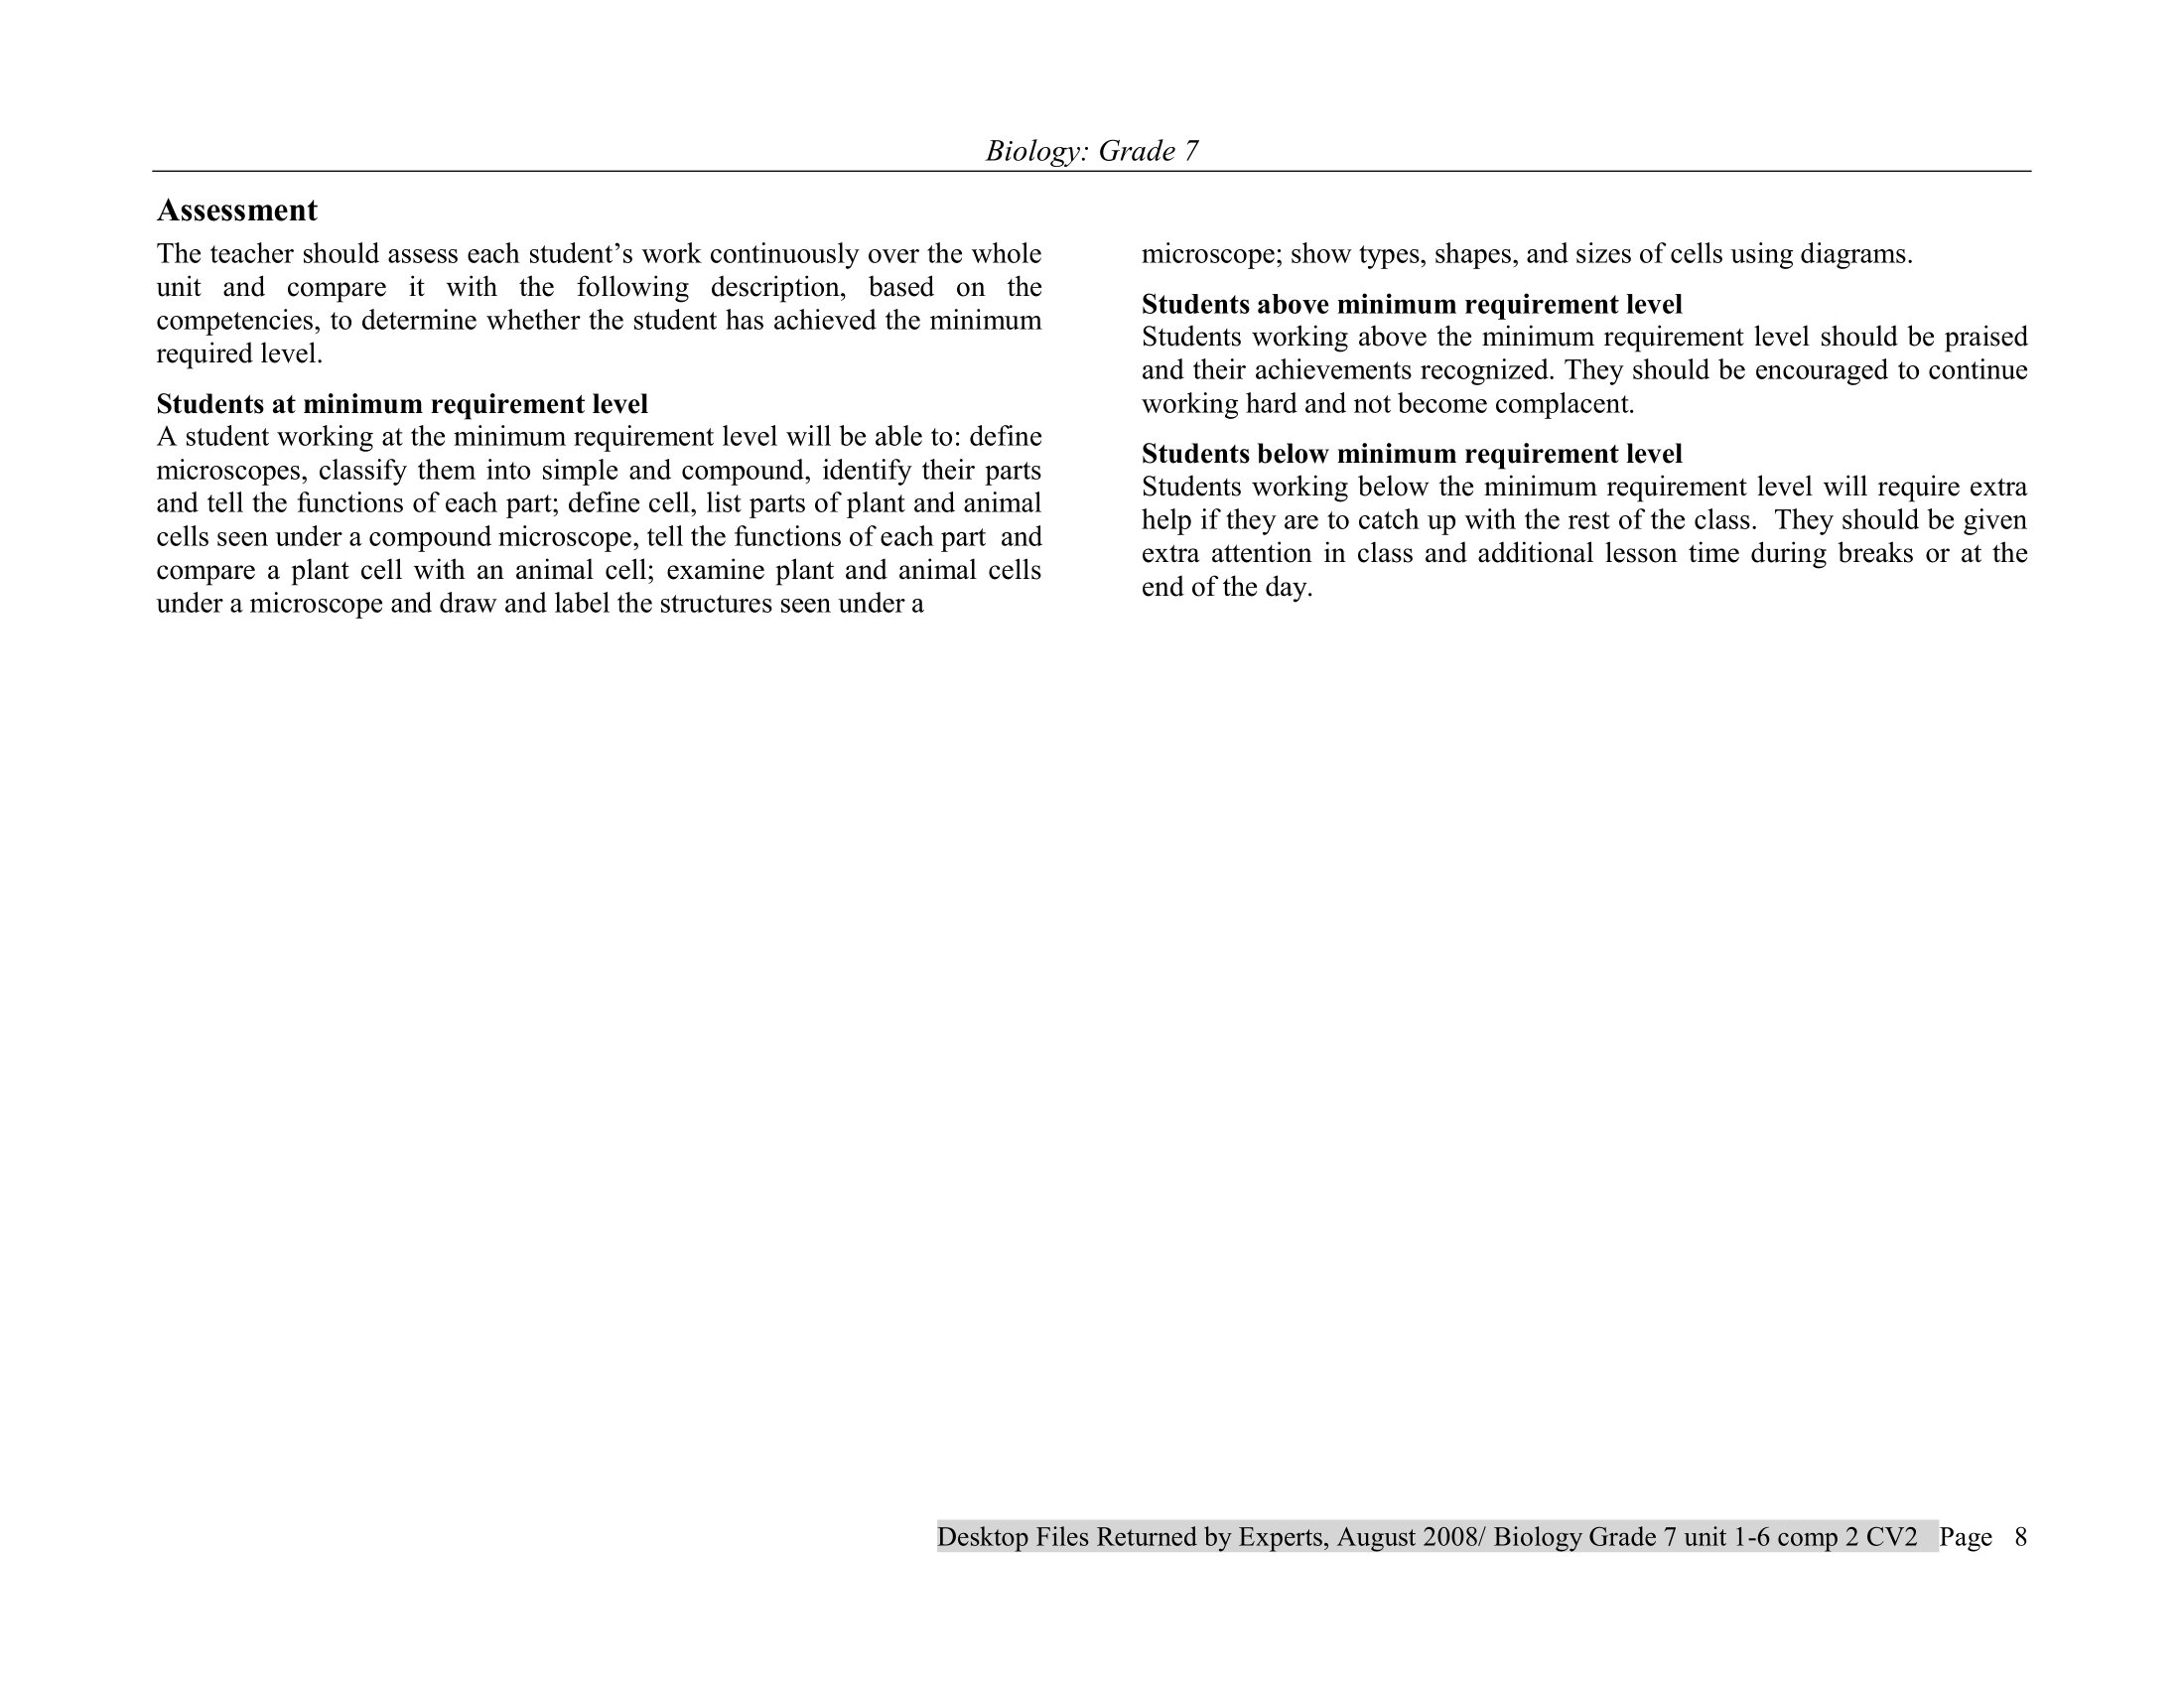 Biology: Grade 7
Assessment
The teacher should assess each student’s work continuously over the whole
unit and compare it with the following description, based on the
competencies, to determine whether the student has achieved the minimum
required level.
Students at minimum requirement level
A student working at the minimum requirement level will be able to: define
microscopes, classify them into simple and compound, identify their parts
and tell the functions of each part; define cell, list parts of plant and animal
cells seen under a compound microscope, tell the functions of each part  and
compare a plant cell with an animal cell; examine plant and animal cells
under a microscope and draw and label the structures seen under a
microscope; show types, shapes, and sizes of cells using diagrams.
Students above minimum requirement level
Students working above the minimum requirement level should be praised
and their achievements recognized. They should be encouraged to continue
working hard and not become complacent.
Students below minimum requirement level
Students working below the minimum requirement level will require extra
help if they are to catch up with the rest of the class.  They should be given
extra attention in class and additional lesson time during breaks or at the
end of the day.
Desktop Files Returned by Experts, August 2008/ Biology Grade 7 unit 1-6 comp 2 CV2   Page   8